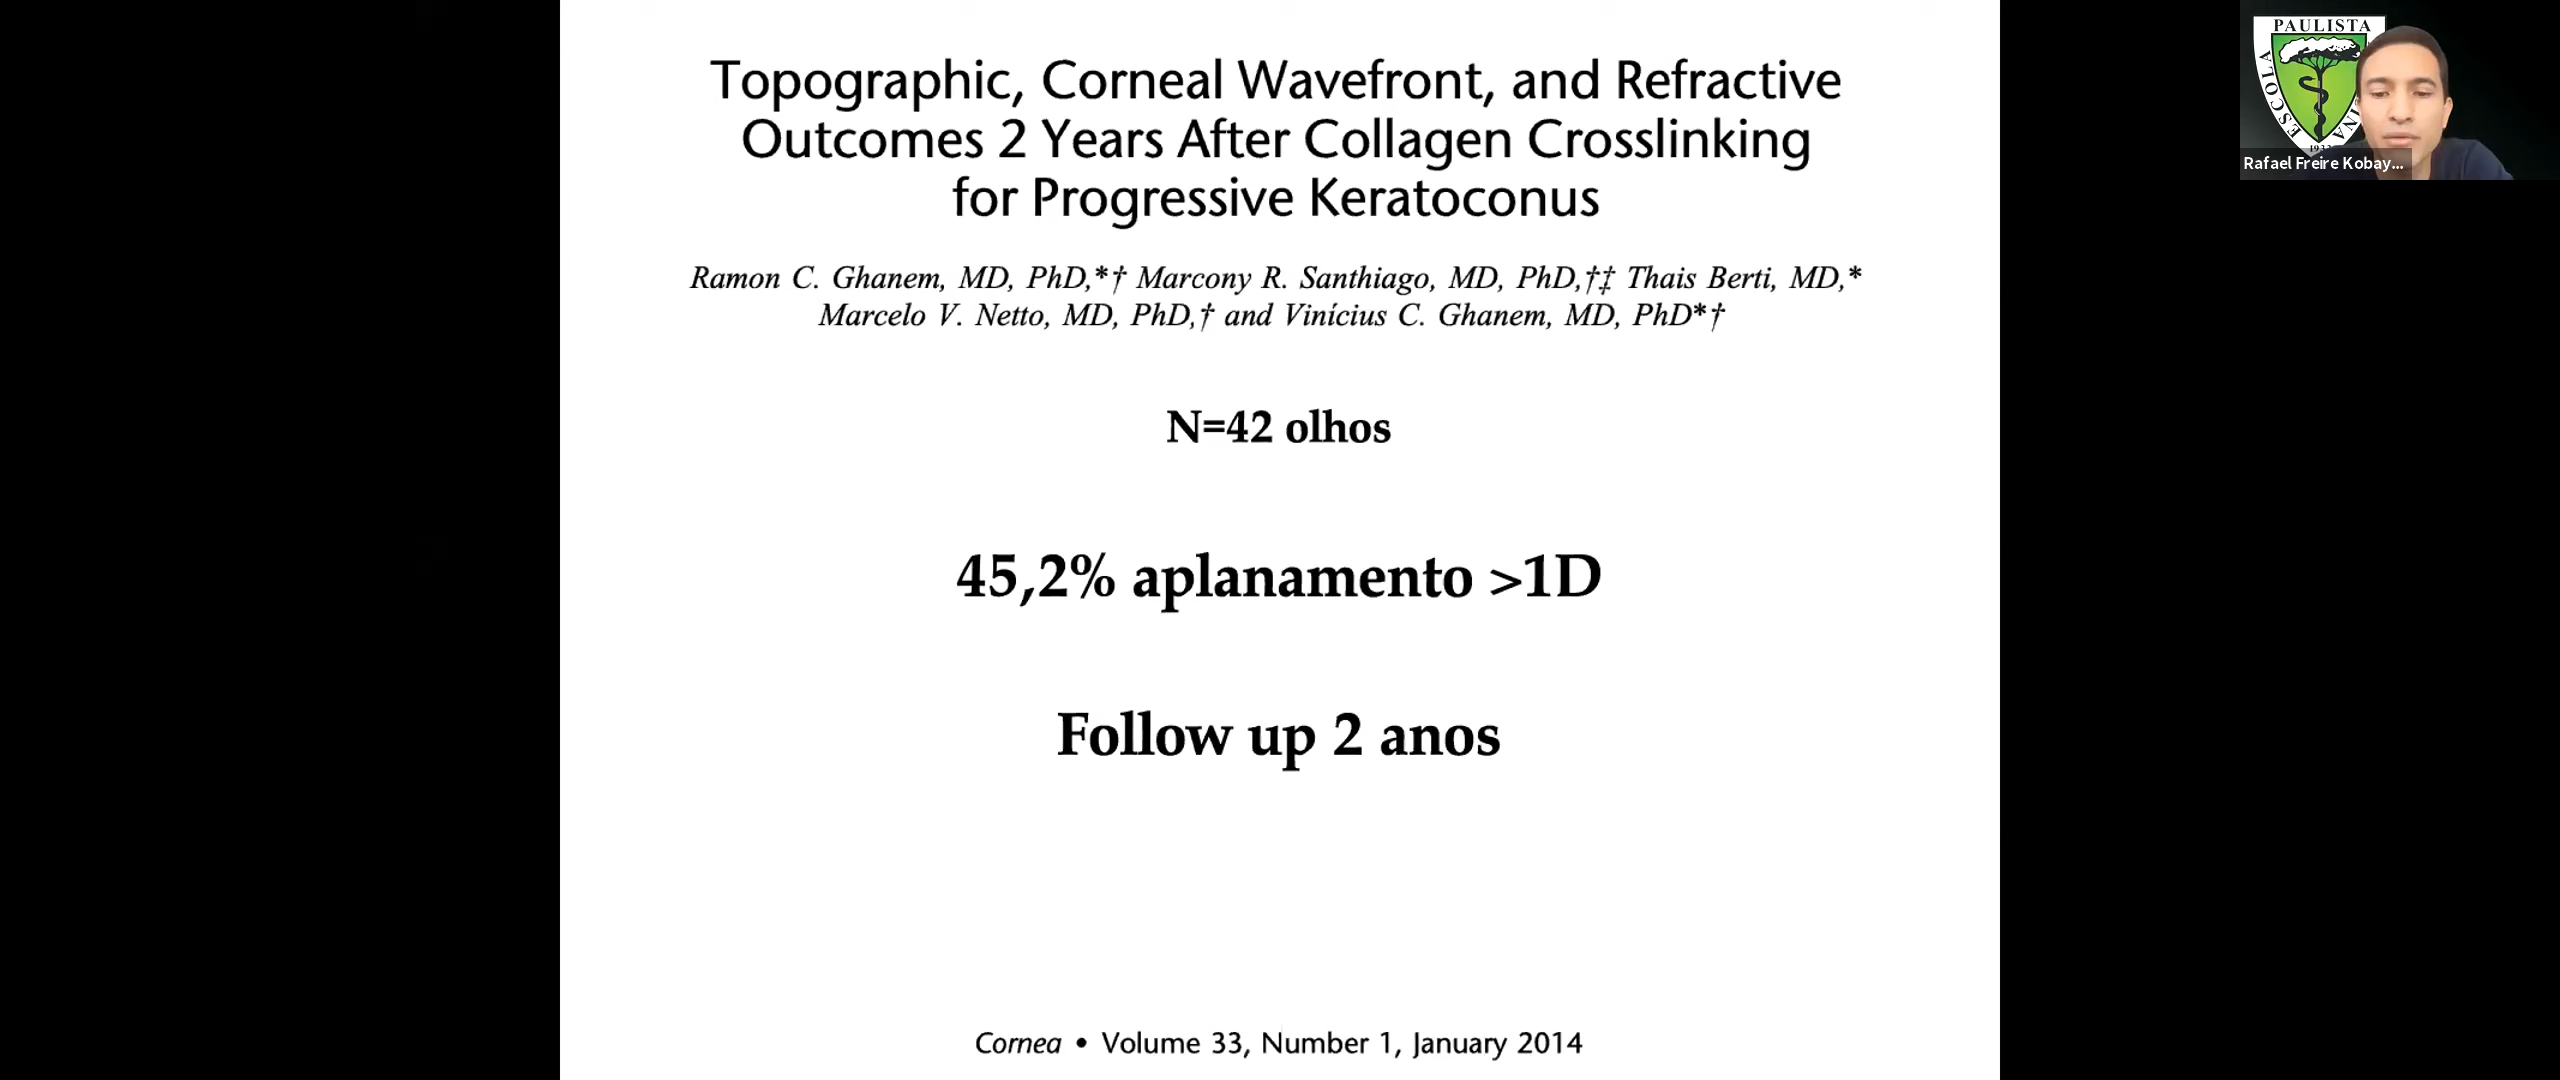 Topographic, Corneal Wavefront, and Refractive
Outcomes 2 Years After Collagen Crosslinking
for Progressive Keratoconus
Ramon C. Ghanem, MD, PhD,*† Marcony R. Santhiago, MD, PhD,†‡ Thais Berti, MD,*
Marcelo V. Netto, MD, PhD,† and Vinícius C. Ghanem, MD, PhD*†
N=42 olhos
45,2% aplanamento >1D
Follow up 2 anos
Cornea • Volume 33, Number 1, January 2014
PAULISTA
ESCOLA
Rafael Freire Kobay...